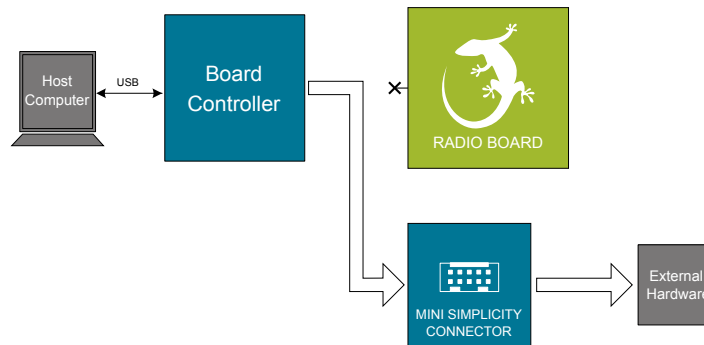 Host
Computer
USB
Board
Controller
RADIO BOARD
MINI SIMPLICITY
CONNECTOR
External
Hardware